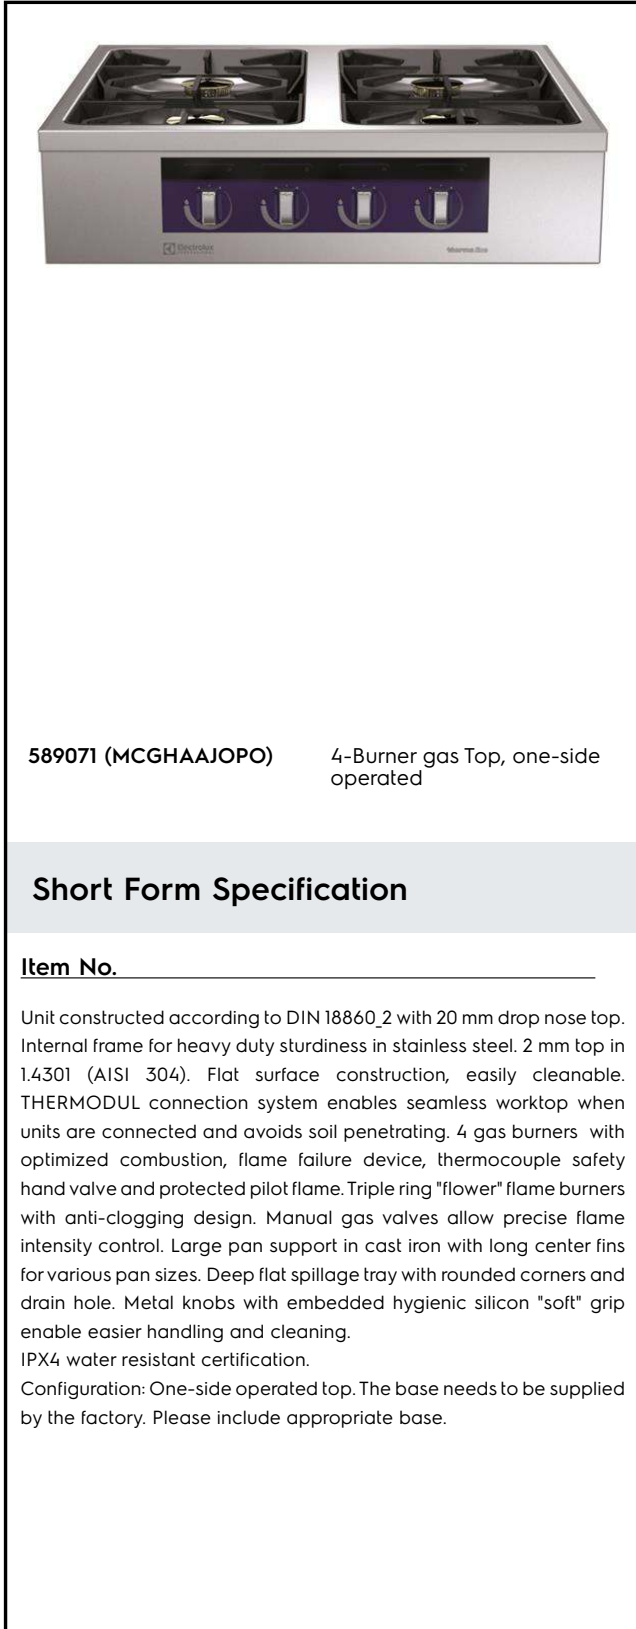 Electrolux
PROFESSIONAL
thermaline
589071 (MCGHAAJOPO)
4-Burner gas Top, one-side
operated
Short Form Specification
Item No.
Unit constructed according to DIN 18860_2 with 20 mm drop nose top.
Internal frame for heavy duty sturdiness in stainless steel. 2 mm top in
1.4301 (AISI 304). Flat surface construction, easily cleanable.
THERMODUL connection system enables seamless worktop when
units are connected and avoids soil penetrating. 4 gas burners with
optimized combustion, flame failure device, thermocouple safety
hand valve and protected pilot flame. Triple ring "flower" flame burners
with anti-clogging design. Manual gas valves allow precise flame
intensity control. Large pan support in cast iron with long center fins
for various pan sizes. Deep flat spillage tray with rounded corners and
drain hole. Metal knobs with embedded hygienic silicon "soft" grip
enable easier handling and cleaning.
IPX4 water resistant certification.
Configuration: One-side operated top. The base needs to be supplied
by the factory. Please include appropriate base.